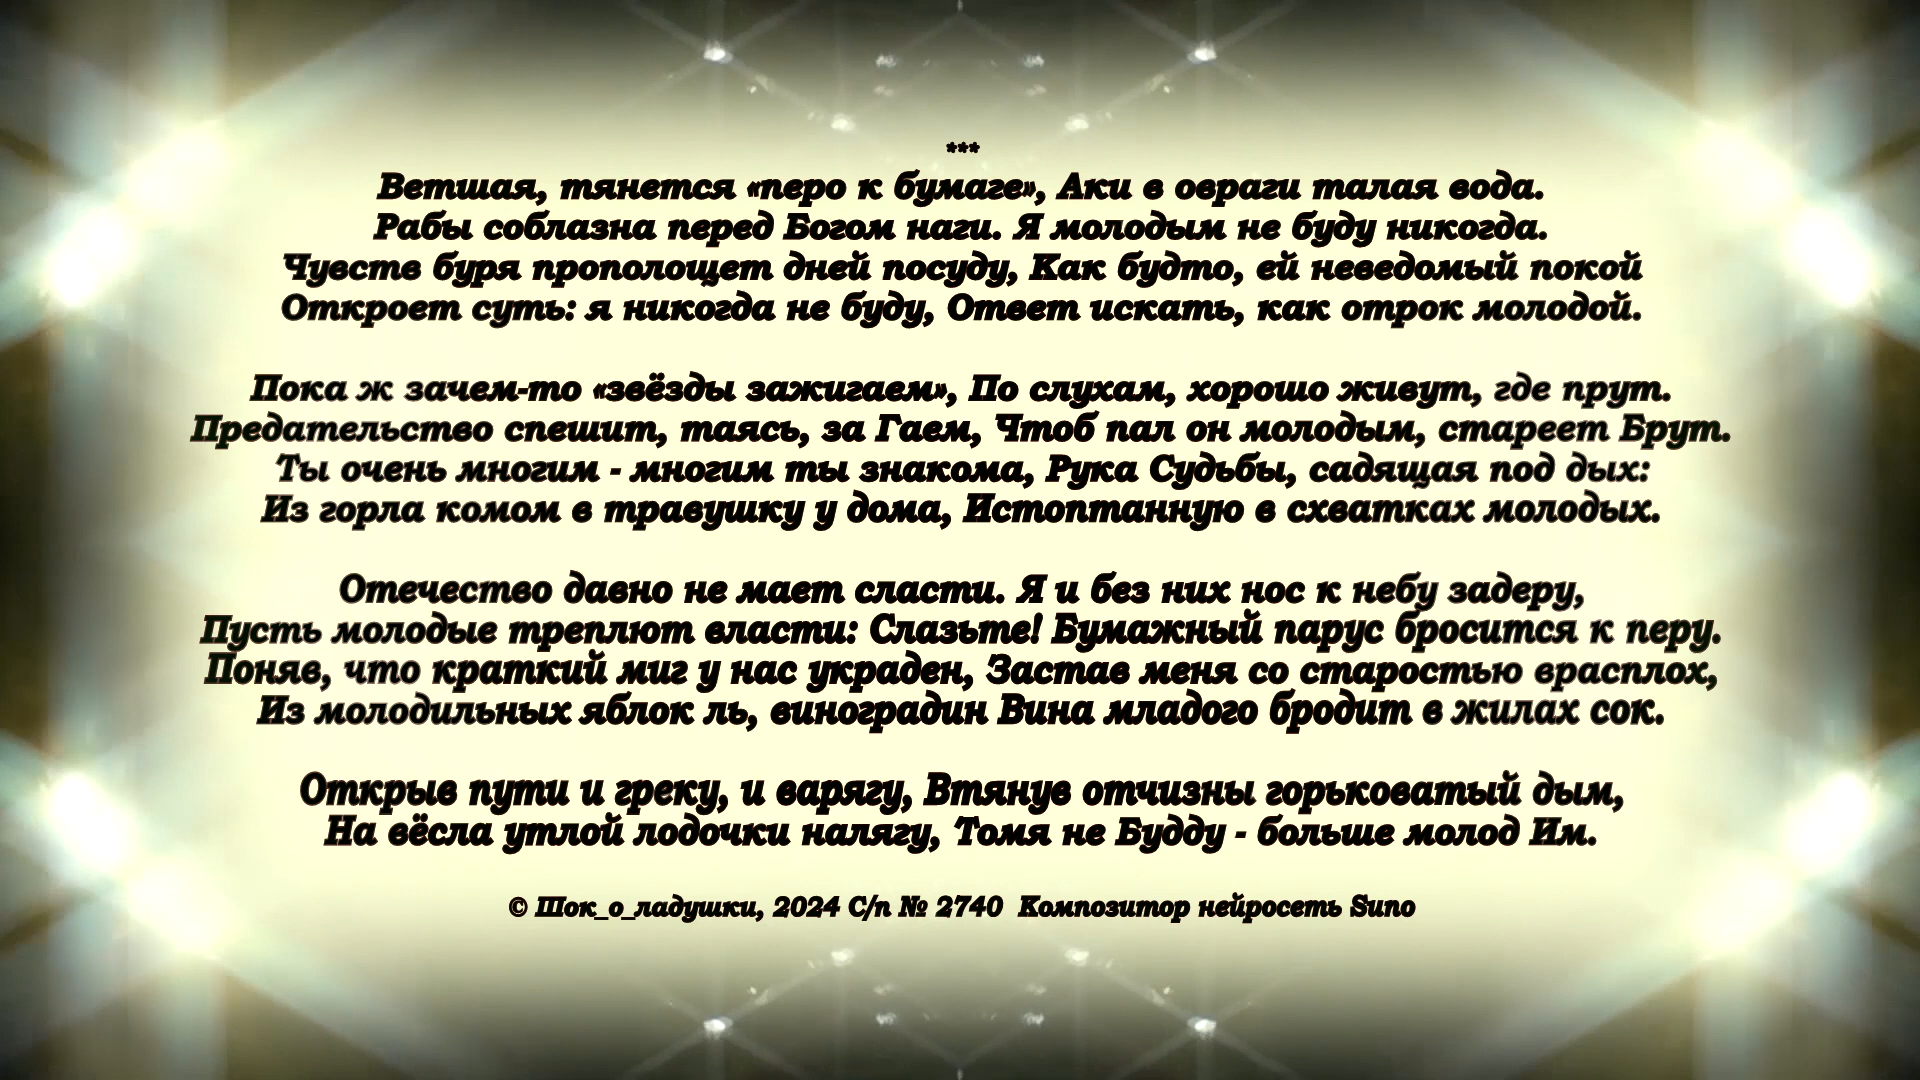 ***
Ветшая, тянется «перо к бумаге», Аки в овраги талая вода.
Рабы соблазна перед Богом наги. Я молодым не буду никогда.
Чувств буря прополощет дней посуду, Как будто, ей неведомый покой
Откроет суть: я никогда не буду, Ответ искать, как отрок молодой.
Пока ж зачем-то «звёзды зажигаем», По слухам, хорошо живут, где прут.
Предательство спешит, таясь, за Гаем, Чтоб пал он молодым, стареет Брут.
Ты очень многим - многим ты знакома, Рука Судьбы, садящая под дых:
Из горла комом в травушку у дома, Истоптанную в схватках молодых.
Отечество давно не мает сласти. Я и без них нос к небу задеру,
Пусть молодые треплют власти: Слазьте! Бумажный парус бросится к перу.
Поняв, что краткий миг у нас украден, Застав меня со старостью врасплох,
Из молодильных яблок ль, виноградин Вина младого бродит в жилах сок.
Открыв пути и греку, и варягу, Втянув отчизны горьковатый дым,
На вёсла утлой лодочки налягу, Томя не Будду - больше молод Им.
© Шок_о_ладушки, 2024 С/п № 2740 Композитор нейросеть Suno